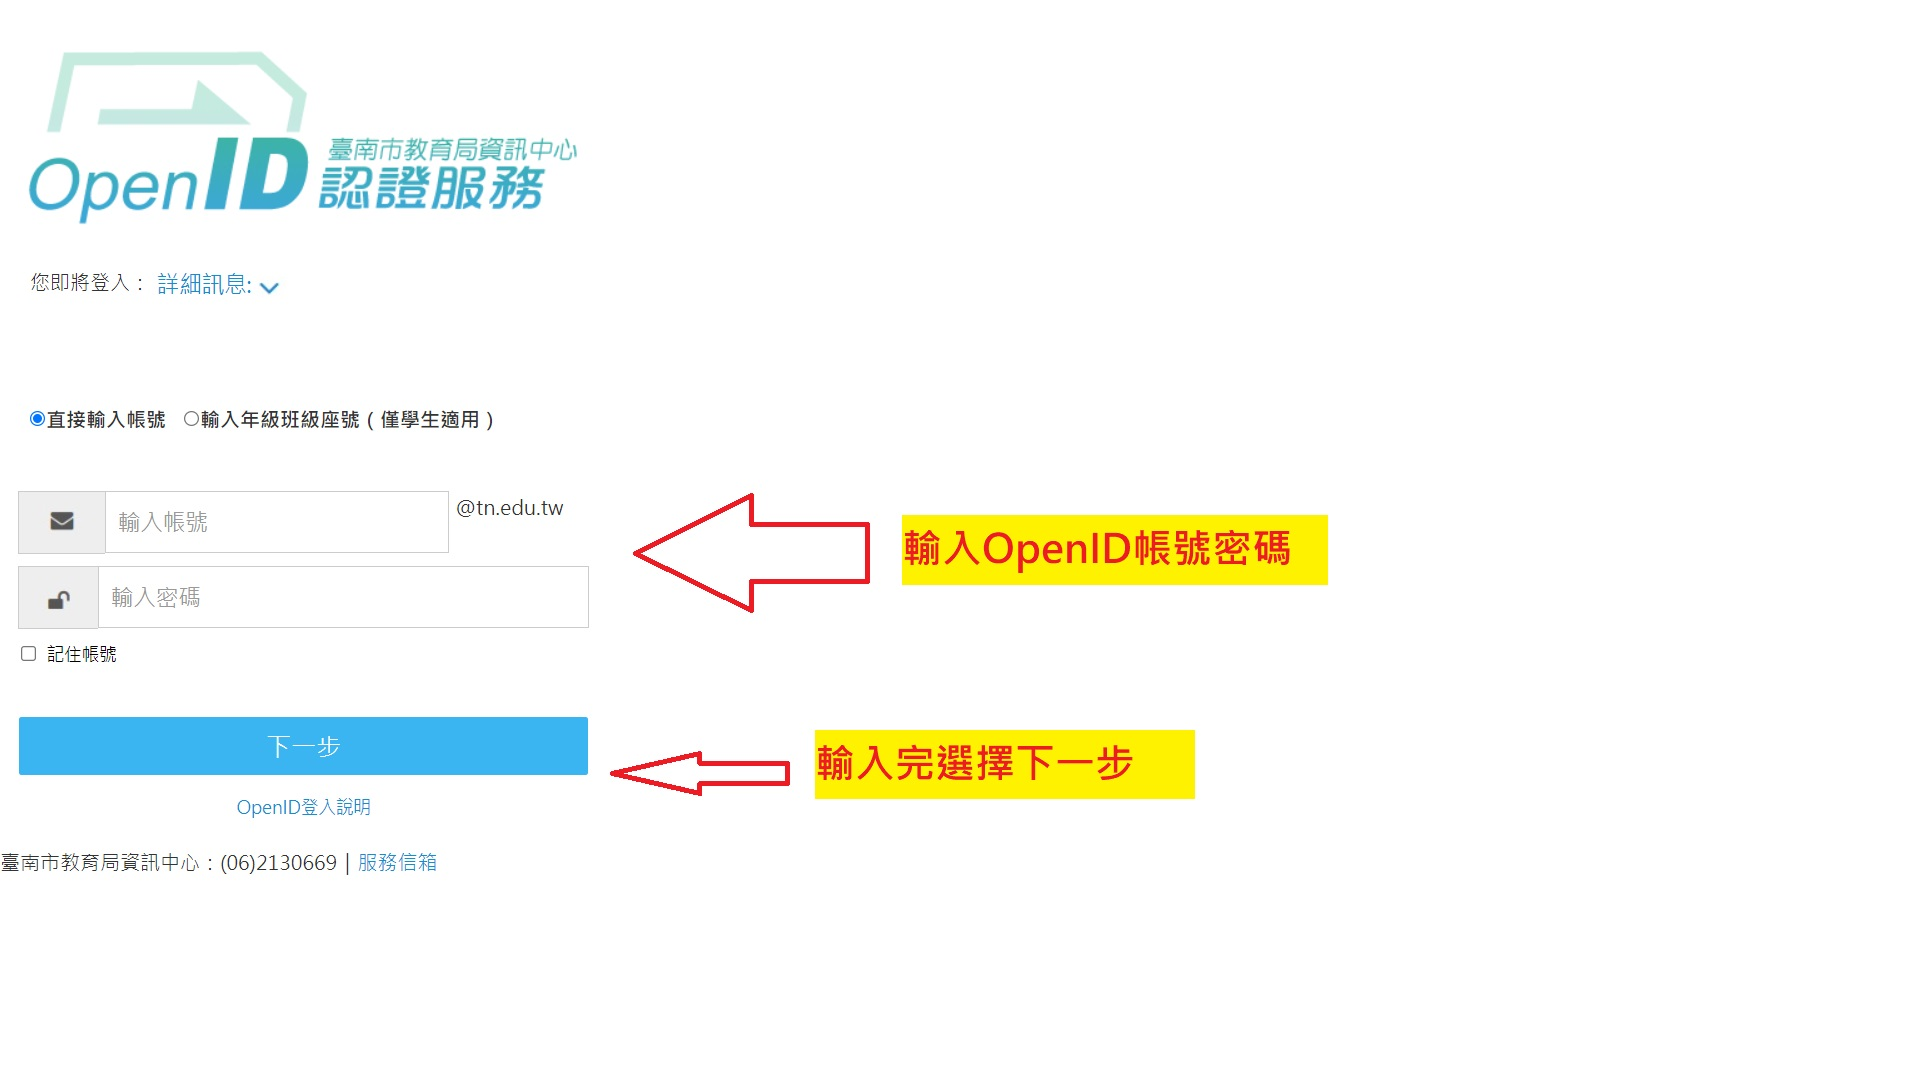 臺南市教育局資訊中心
OpenID 認證服務
您即將登入： 詳細訊息:
直接輸入帳號 輸入年級班級座號 ( 僅學生適用 )
輸入帳號 @tn.edu.tw
輸入OpenID帳號密碼
輸入密碼
記住帳號
下一步
輸入完選擇下一步
OpenID登入說明
臺南市教育局資訊中心：(06)2130669 | 服務信箱